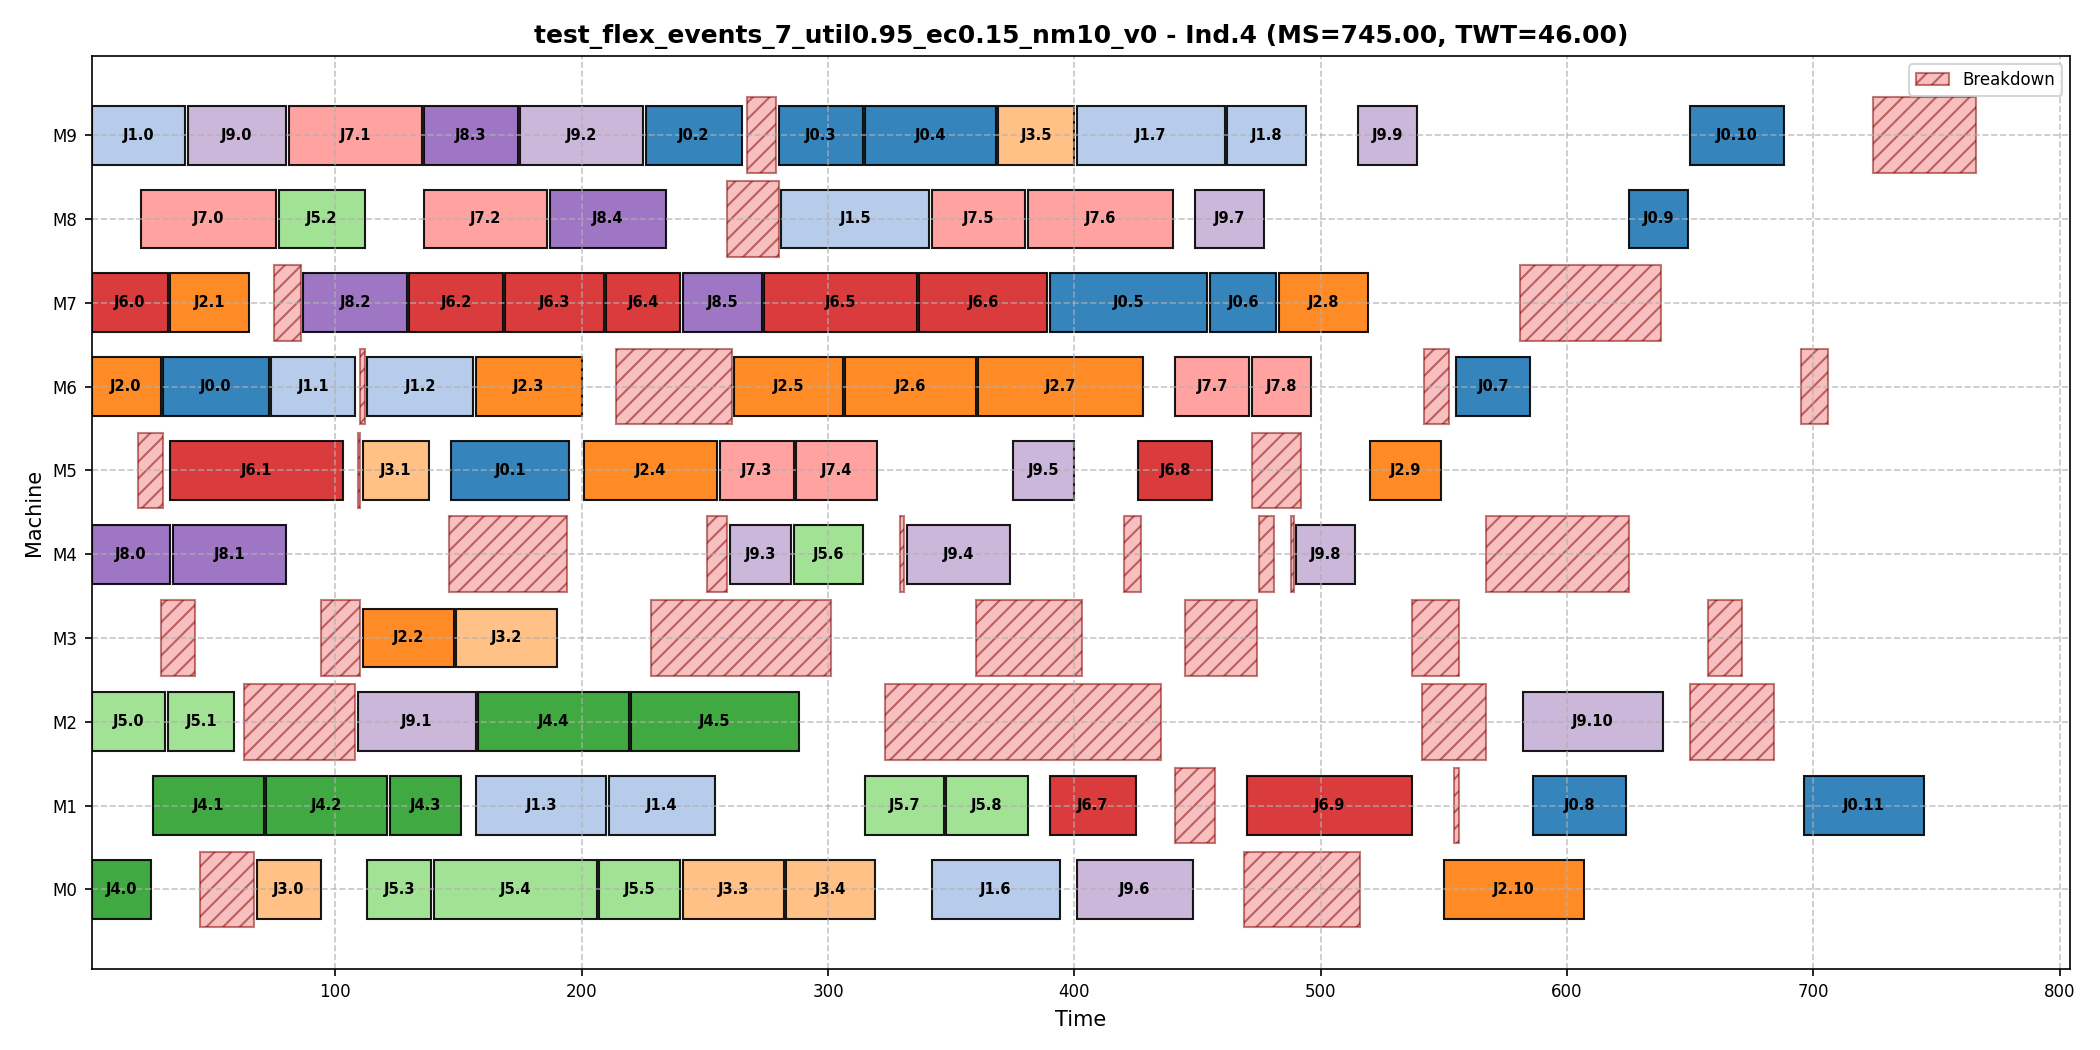 test_flex_events_7_util0.95_ec0.15_nm10_v0 - Ind.4 (MS=745.00, TWT=46.00)
Breakdown
M9 J1.0 J9.0 J7.1 J8.3 J9.2 J0.2 J0.3 J0.4 J3.5 J1.7 J1.8 J9.9 J0.10
M8 J7.0 J5.2 J7.2 J8.4 J1.5 J7.5 J7.6 J9.7 J0.9
M7 J6.0 J2.1 J8.2 J6.2 J6.3 J6.4 J8.5 J6.5 J6.6 J0.5 J0.6 J2.8
M6 J2.0 J0.0 J1.1 J1.2 J2.3 J2.5 J2.6 J2.7 J7.7 J7.8 J0.7
M5 J6.1 J3.1 J0.1 J2.4 J7.3 J7.4 J9.5 J6.8 J2.9
M4 J8.0 J8.1 J9.3 J5.6 J9.4 J9.8
M3 J2.2 J3.2
M2 J5.0 J5.1 J9.1 J4.4 J4.5 J9.10
M1 J4.1 J4.2 J4.3 J1.3 J1.4 J5.7 J5.8 J6.7 J6.9 J0.8 J0.11
M0 J4.0 J3.0 J5.3 J5.4 J5.5 J3.3 J3.4 J1.6 J9.6 J2.10
Machine
100 200 300 400 500 600 700 800
Time